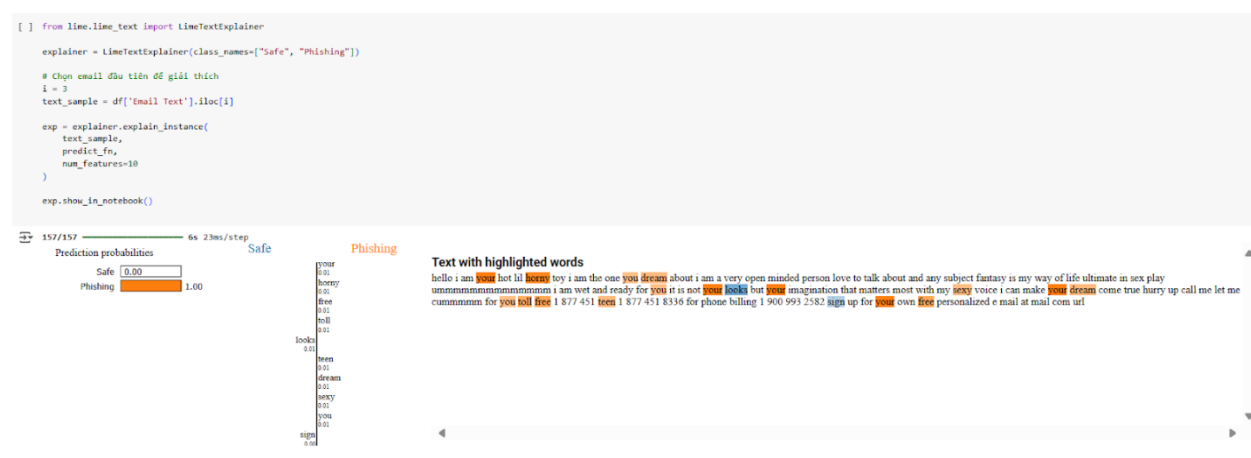 [ ] from lime.lime_text import LimeTextExplainer
explainer = LimeTextExplainer(class_names=["Safe", "Phishing"])
# Chọn email đầu tiên để giải thích
i = 3
text_sample = df['Email Text'].iloc[i]
exp = explainer.explain_instance(
text_sample,
predict_fn,
num_features=10
)
exp.show_in_notebook()
157/157 6s 23ms/step
Prediction probabilities
Safe 0.00
Phishing 1.00
Safe Phishing
your
0.01
horny
0.01
free
0.01
toll
0.01
looks
0.01
teen
0.01
dream
0.01
sexy
0.01
you
0.01
sign
0.00
Text with highlighted words
hello i am your hot lil horny toy i am the one you dream about i am a very open minded person love to talk about and any subject fantasy is my way of life ultimate in sex play
ummmmmmmmmmmmmm i am wet and ready for you it is not your looks but your imagination that matters most with my sexy voice i can make your dream come true hurry up call me let me
cummmmm for you toll free 1 877 451 teen 1 877 451 8336 for phone billing 1 900 993 2582 sign up for your own free personalized e mail at mail com url